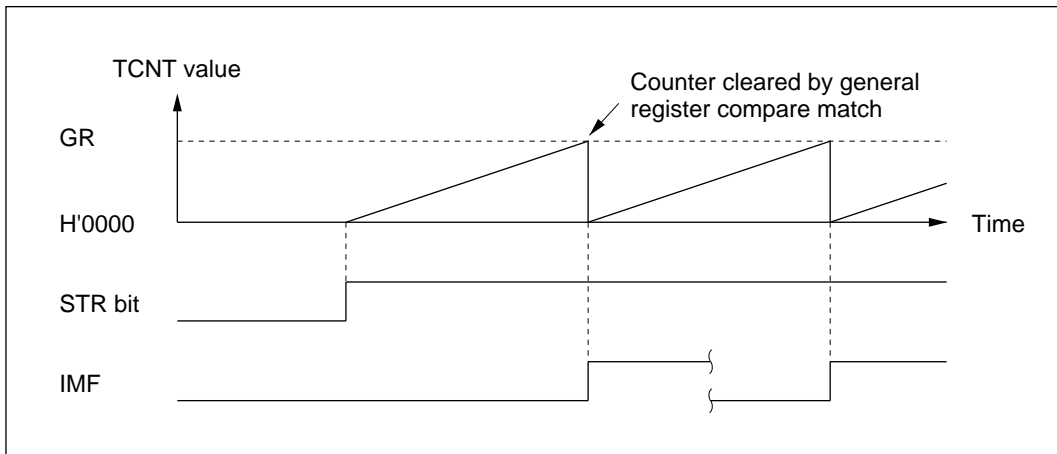 TCNT value
Counter cleared by general
register compare match
GR
H'0000
Time
STR bit
IMF